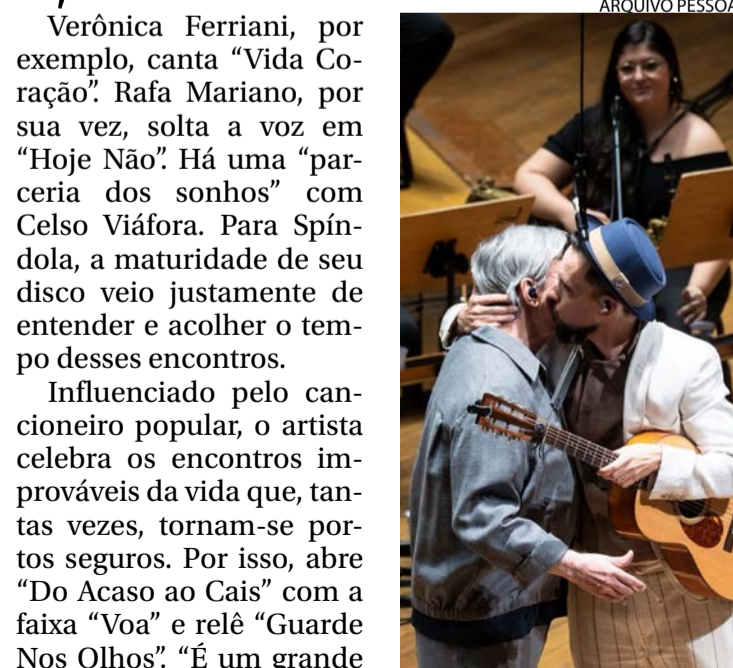 ARQUIVO PESSOA
Verônica Ferriani, por
exemplo, canta “Vida Co-
ração”. Rafa Mariano, por
sua vez, solta a voz em
“Hoje Não”. Há uma “par-
ceria dos sonhos” com
Celso Viáfora. Para Spín-
dola, a maturidade de seu
disco veio justamente de
entender e acolher o tem-
po desses encontros.
Influenciado pelo can-
cioneiro popular, o artista
celebra os encontros im-
prováveis da vida que, tan-
tas vezes, tornam-se por-
tos seguros. Por isso, abre
“Do Acaso ao Cais” com a
faixa “Voa” e relê “Guarde
Nos Olhos”. “É um grande